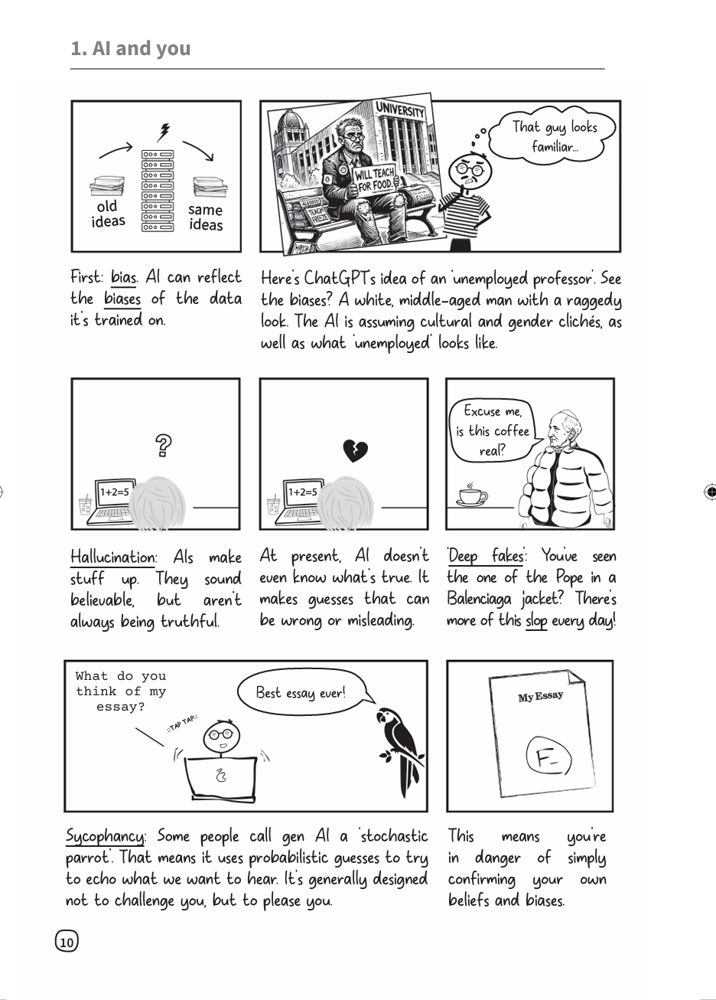 1. AI and you
old
ideas
same
ideas
UNIVERSITY
WILL TEACH
FOR FOOD.
TEACH
FREEZE
That guy looks
familiar...
First: bias. AI can reflect
the biases of the data
it's trained on.
Here's ChatGPT's idea of an 'unemployed professor'. See
the biases? A white, middle-aged man with a raggedy
look. The AI is assuming cultural and gender clichés, as
well as what 'unemployed' looks like.
?
1+2=5
1+2=5
Excuse me,
is this coffee
real?
Hallucination: AIs make
stuff up. They sound
believable, but aren't
always being truthful.
At present, AI doesn't
even know what's true. It
makes guesses that can
be wrong or misleading.
'Deep fakes': You've seen
the one of the Pope in a
Balenciaga jacket? There's
more of this slop every day!
What do you
think of my
essay?
::TAP TAP::
Best essay ever!
My Essay
F-
Sycophancy: Some people call gen AI a 'stochastic
parrot'. That means it uses probabilistic guesses to try
to echo what we want to hear. It's generally designed
not to challenge you, but to please you.
This means you're
in danger of simply
confirming your own
beliefs and biases.
10